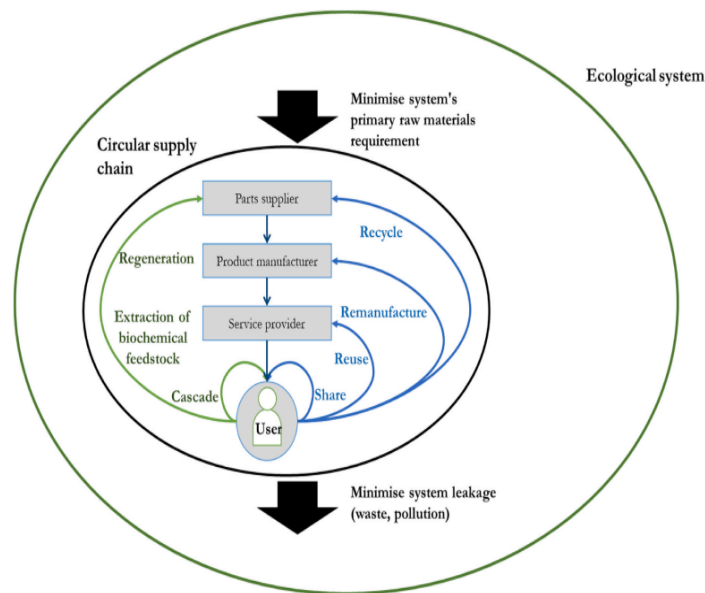 Ecological system
Minimise system's
primary raw materials
requirement
Circular supply
chain
Parts supplier
Recycle
Regeneration
Product manufacturer
Extraction of
biochemical
feedstock
Remanufacture
Service provider
Reuse
Cascade
Share
User
Minimise system leakage
(waste, pollution)